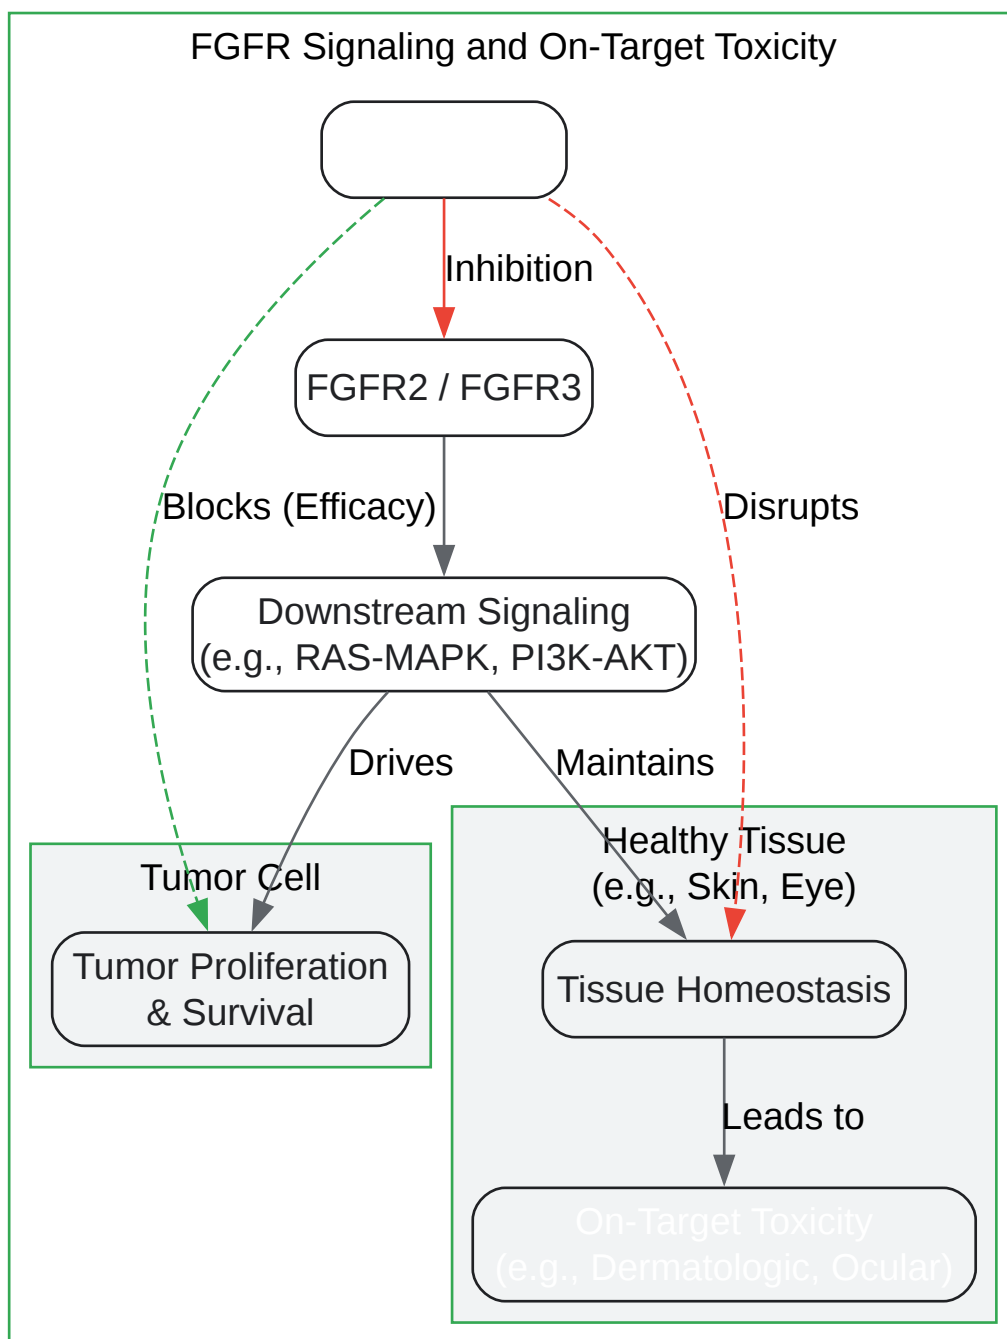 FGFR Signaling and On-Target Toxicity
Inhibition
FGFR2 / FGFR3
Blocks (Efficacy)
Disrupts
Downstream Signaling
(e.g., RAS-MAPK, PI3K-AKT)
Drives
Maintains
Tumor Cell
Healthy Tissue
(e.g., Skin, Eye)
Tumor Proliferation
& Survival
Tissue Homeostasis
Leads to
On-Target Toxicity
(e.g., Dermatologic, Ocular)